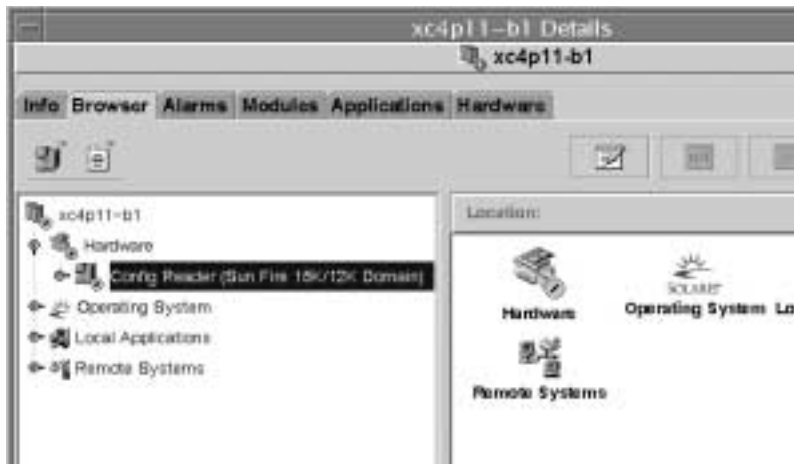 xc4p11-b1 Details
xc4p11-b1
Info Browser Alarms Modules Applications Hardware
xc4p11-b1
Hardware
Config Reader (Sun Fire 15K/12K Domain)
Operating System
Local Applications
Remote Systems
Location:
Hardware
SOLARIS
Operating System Lo
Remote Systems